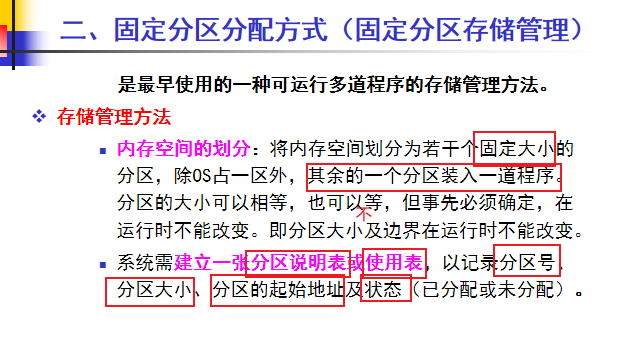 二、固定分区分配方式（固定分区存储管理）
是最早使用的一种可运行多道程序的存储管理方法。
存储管理方法
内存空间的划分：将内存空间划分为若干个固定大小的
分区，除OS占一区外，其余的一个分区装入一道程序。
分区的大小可以相等，也可以等，但事先必须确定，在
不
运行时不能改变。即分区大小及边界在运行时不能改变。
系统需建立一张分区说明表或使用表，以记录分区号、
分区大小、分区的起始地址及状态（已分配或未分配）。